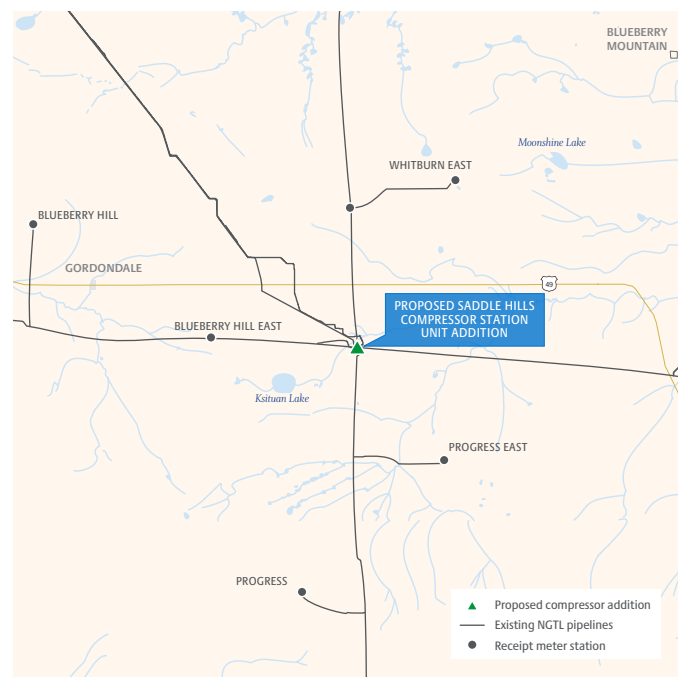 BLUEBERRY
MOUNTAIN
Moonshine Lake
WHITBURN EAST
BLUEBERRY HILL
GORDONDALE
49
PROPOSED SADDLE HILLS
COMPRESSOR STATION
UNIT ADDITION
BLUEBERRY HILL EAST
Ksituan Lake
PROGRESS EAST
PROGRESS
Proposed compressor addition
Existing NGTL pipelines
Receipt meter station